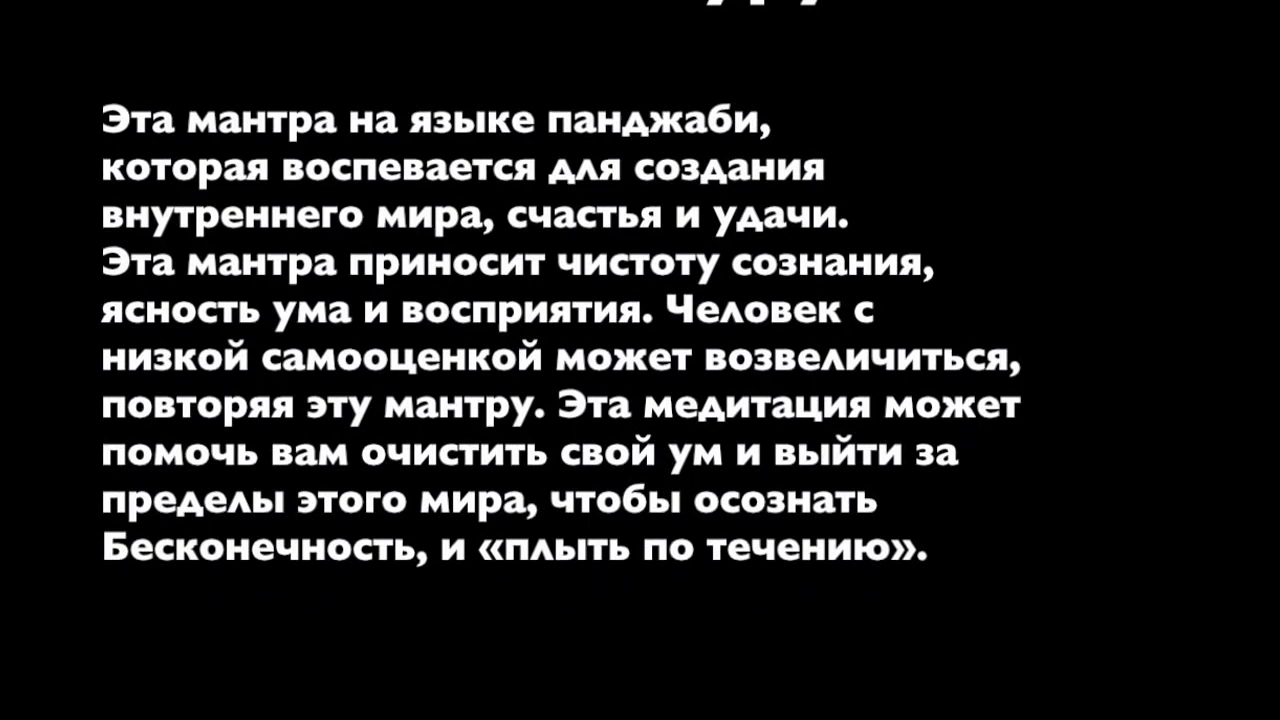 Эта мантра на языке панджаби,
которая воспевается для создания
внутреннего мира, счастья и удачи.
Эта мантра приносит чистоту сознания,
ясность ума и восприятия. Человек с
низкой самооценкой может возвеличиться,
повторяя эту мантру. Эта медитация может
помочь вам очистить свой ум и выйти за
пределы этого мира, чтобы осознать
Бесконечность, и «плыть по течению».